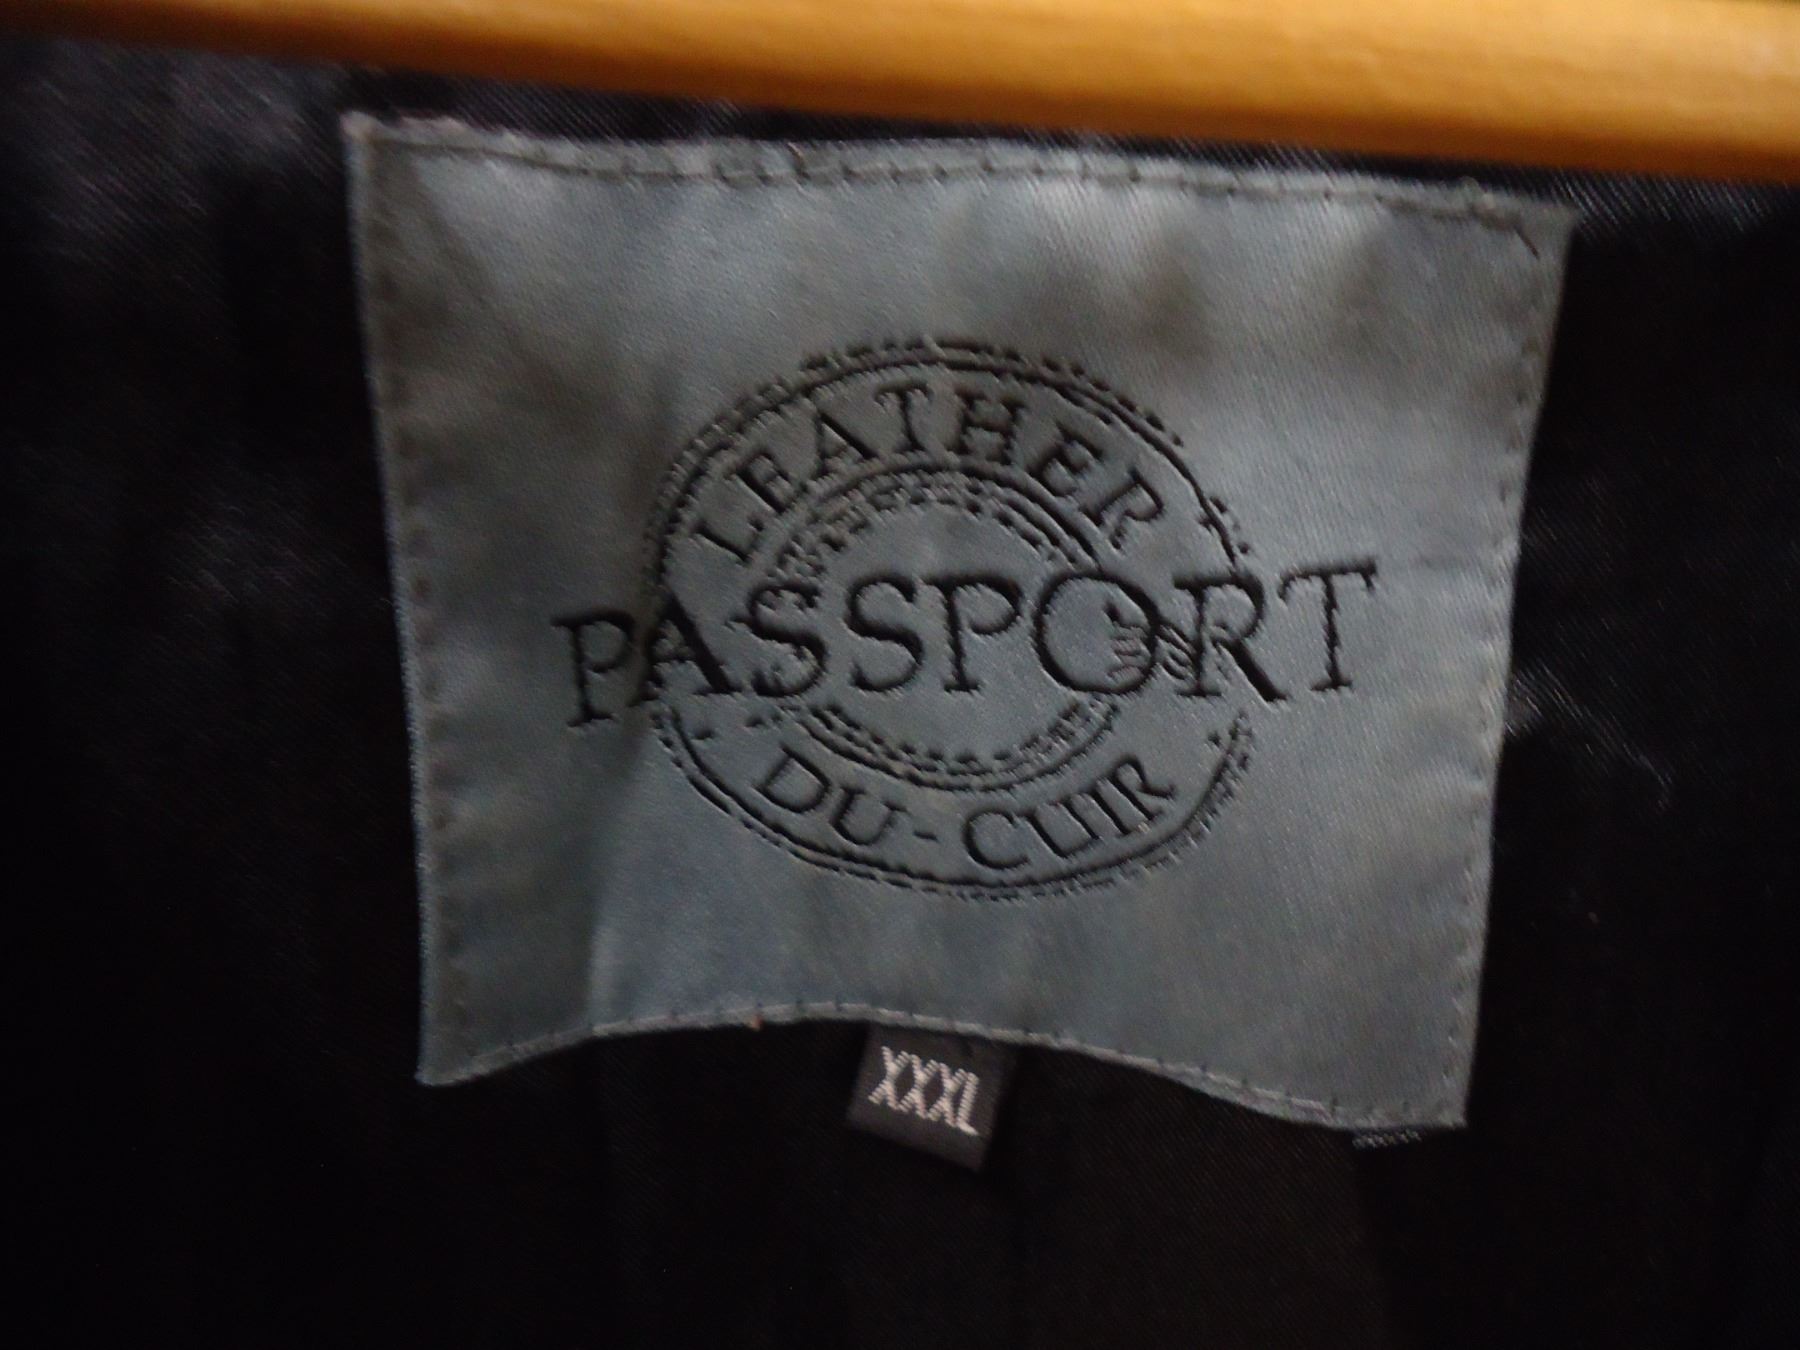 LEATHER
PASSPORT
DU-CUIR
XXXL